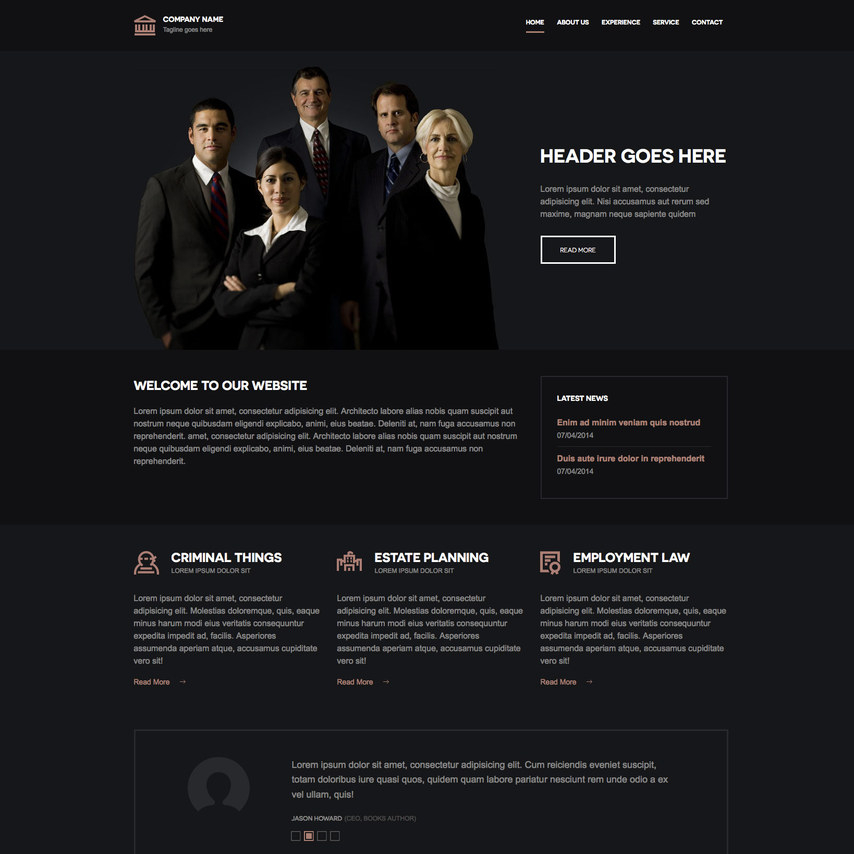 COMPANY NAME
Tagline goes here
HOME ABOUT US EXPERIENCE SERVICE CONTACT
HEADER GOES HERE
Lorem ipsum dolor sit amet, consectetur
adipisicing elit. Nisi accusamus aut rerum sed
maxime, magnam neque sapiente quidem
READ MORE
WELCOME TO OUR WEBSITE
Lorem ipsum dolor sit amet, consectetur adipisicing elit. Architecto labore alias nobis quam suscipit aut
nostrum neque quibusdam eligendi explicabo, animi, eius beatae. Deleniti at, nam fuga accusamus non
reprehenderit. amet, consectetur adipisicing elit. Architecto labore alias nobis quam suscipit aut nostrum
neque quibusdam eligendi explicabo, animi, eius beatae. Deleniti at, nam fuga accusamus non
reprehenderit.
LATEST NEWS
Enim ad minim veniam quis nostrud
07/04/2014
Duis aute irure dolor in reprehenderit
07/04/2014
CRIMINAL THINGS
LOREM IPSUM DOLOR SIT
Lorem ipsum dolor sit amet, consectetur
adipisicing elit. Molestias doloremque, quis, eaque
minus harum modi eius veritatis consequuntur
expedita impedit ad, facilis. Asperiores
assumenda aperiam atque, accusamus cupiditate
vero sit!
Read More →
ESTATE PLANNING
LOREM IPSUM DOLOR SIT
Lorem ipsum dolor sit amet, consectetur
adipisicing elit. Molestias doloremque, quis, eaque
minus harum modi eius veritatis consequuntur
expedita impedit ad, facilis. Asperiores
assumenda aperiam atque, accusamus cupiditate
vero sit!
Read More →
EMPLOYMENT LAW
LOREM IPSUM DOLOR SIT
Lorem ipsum dolor sit amet, consectetur
adipisicing elit. Molestias doloremque, quis, eaque
minus harum modi eius veritatis consequuntur
expedita impedit ad, facilis. Asperiores
assumenda aperiam atque, accusamus cupiditate
vero sit!
Read More →
Lorem ipsum dolor sit amet, consectetur adipisicing elit. Cum reiciendis eveniet suscipit,
totam doloribus iure quasi quos, quidem quam labore pariatur nesciunt rem unde odio a ex
vel ullam, quis!
JASON HOWARD (CEO, BOOKS AUTHOR)